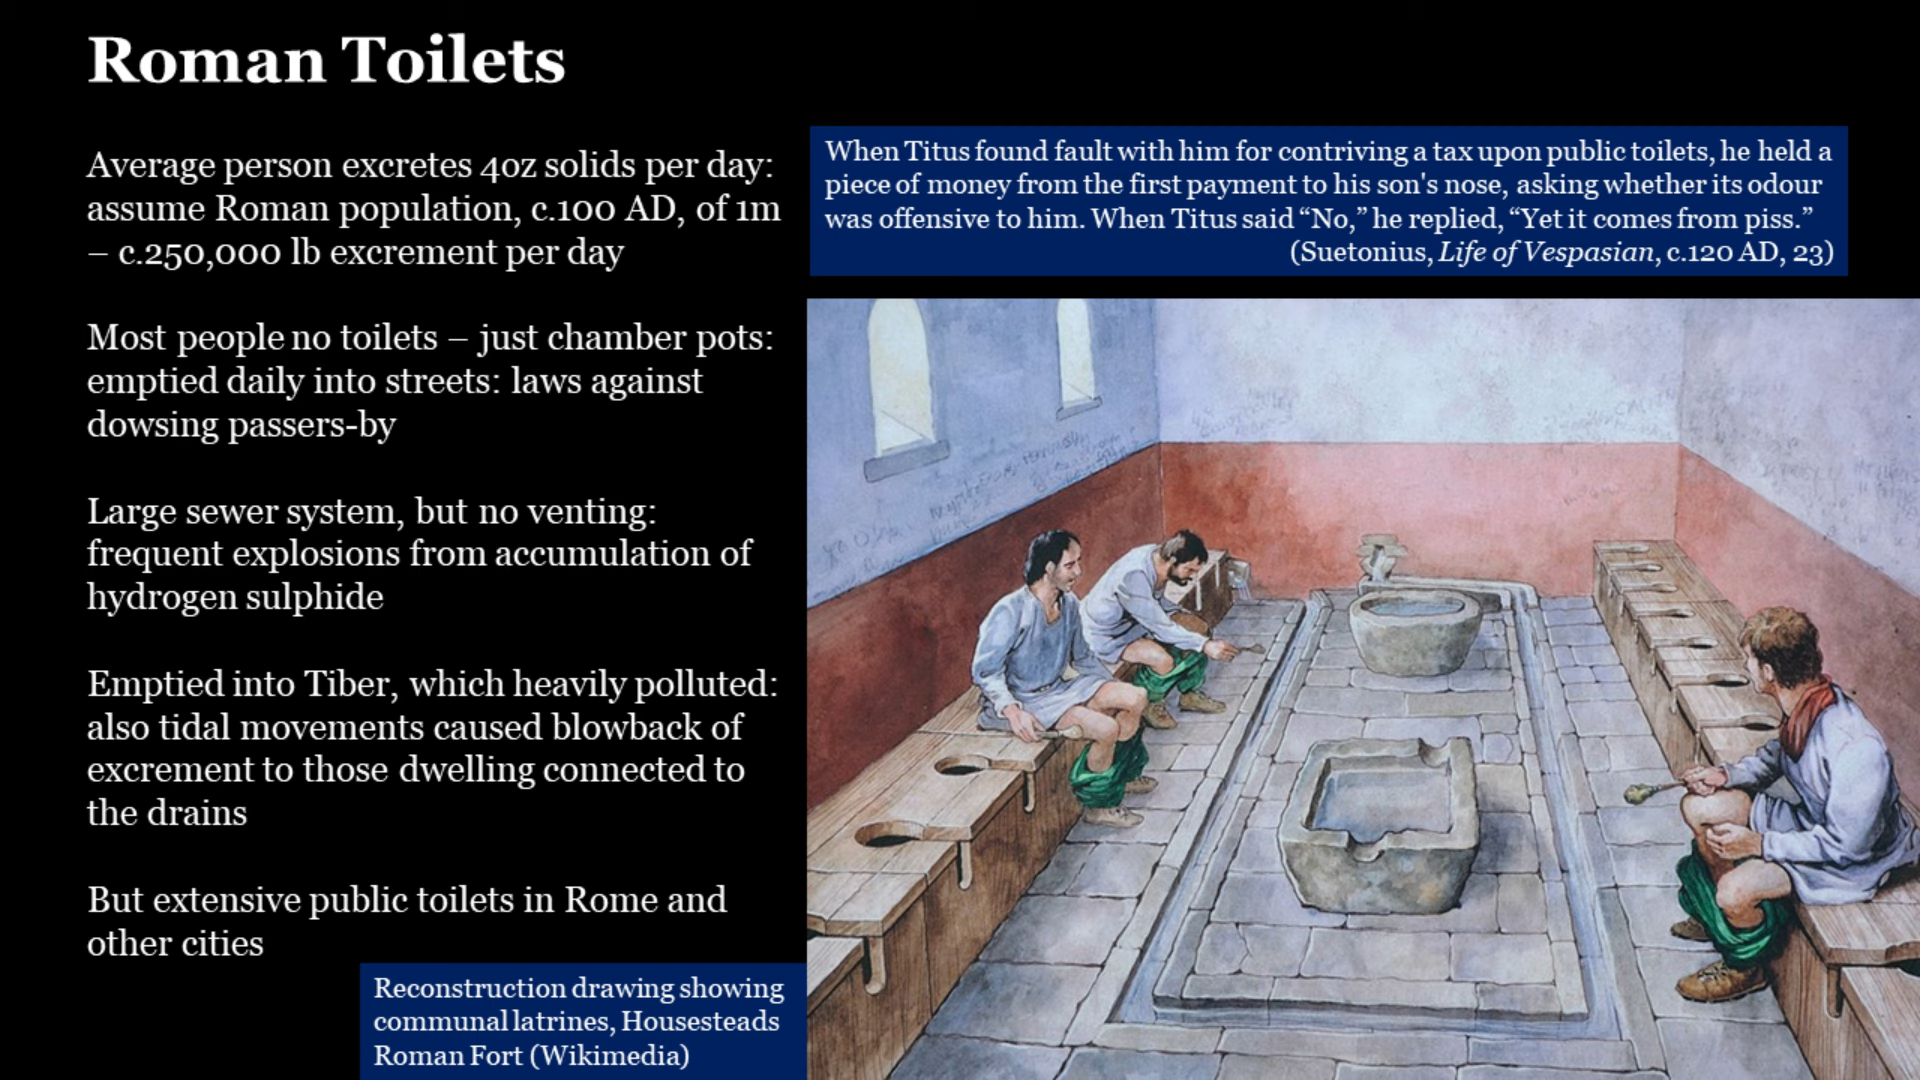 Roman Toilets
Average person excretes 4oz solids per day:
assume Roman population, c.100 AD, of 1m
– c.250,000 lb excrement per day
Most people no toilets – just chamber pots:
emptied daily into streets: laws against
dowsing passers-by
Large sewer system, but no venting:
frequent explosions from accumulation of
hydrogen sulphide
Emptied into Tiber, which heavily polluted:
also tidal movements caused blowback of
excrement to those dwelling connected to
the drains
But extensive public toilets in Rome and
other cities
When Titus found fault with him for contriving a tax upon public toilets, he held a
piece of money from the first payment to his son's nose, asking whether its odour
was offensive to him. When Titus said “No,” he replied, “Yet it comes from piss.”
(Suetonius, Life of Vespasian, c.120 AD, 23)
Reconstruction drawing showing
communal latrines, Housesteads
Roman Fort (Wikimedia)